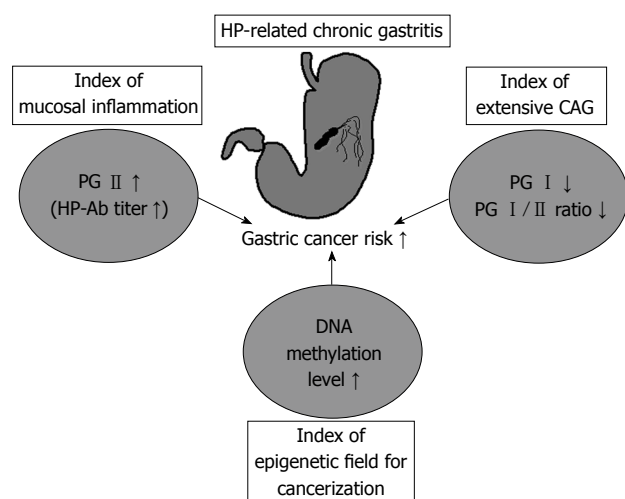 HP-related chronic gastritis
Index of
mucosal inflammation
PG Ⅱ ↑
(HP-Ab titer ↑)
Index of
extensive CAG
PG Ⅰ ↓
PG Ⅰ/Ⅱ ratio ↓
Gastric cancer risk ↑
DNA
methylation
level ↑
Index of
epigenetic field for
cancerization